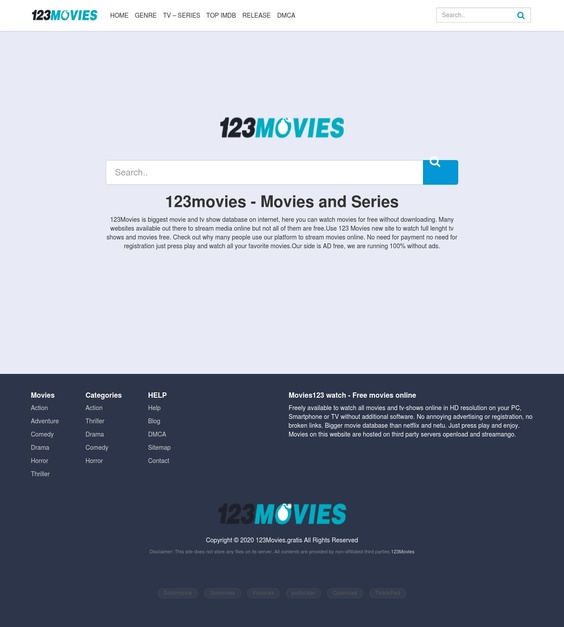 123MOVIES HOME GENRE TV – SERIES TOP IMDB RELEASE DMCA Search..
123MOVIES
Search..
123movies - Movies and Series
123Movies is biggest movie and tv show database on internet, here you can watch movies for free without downloading. Many
websites available out there to stream media online but not all of them are free.Use 123 Movies new site to watch full lenght tv
shows and movies free. Check out why many people use our platform to stream movies online. No need for payment no need for
registration just press play and watch all your favorite movies.Our side is AD free, we are running 100% without ads.
Movies
Action
Adventure
Comedy
Drama
Horror
Thriller
Categories
Action
Thriller
Drama
Comedy
Horror
HELP
Help
Blog
DMCA
Sitemap
Contact
Movies123 watch - Free movies online
Freely available to watch all movies and tv-shows online in HD resolution on your PC,
Smartphone or TV without additional software. No annoying advertising or registration, no
broken links. Bigger movie database than netflix and netu. Just press play and enjoy.
Movies on this website are hosted on third party servers openload and streamango.
123MOVIES
Copyright © 2020 123Movies.gratis All Rights Reserved
Disclaimer: This site does not store any files on its server. All contents are provided by non-affiliated third parties.123Movies